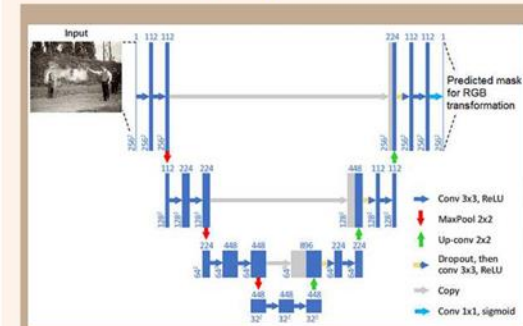 Input
1 112 112
224 112 112 1
256² 256² 256²
256² 256² 256² 256²
Predicted mask
for RGB
transformation
112 224 224
448 112 112
128² 128² 128²
128² 128² 128²
224 448 448
896 224 224
64² 64² 64²
64² 64² 64²
448 448 448
32² 32² 32²
Conv 3x3, ReLU
MaxPool 2x2
Up-conv 2x2
Dropout, then
conv 3x3, ReLU
Copy
Conv 1x1, sigmoid